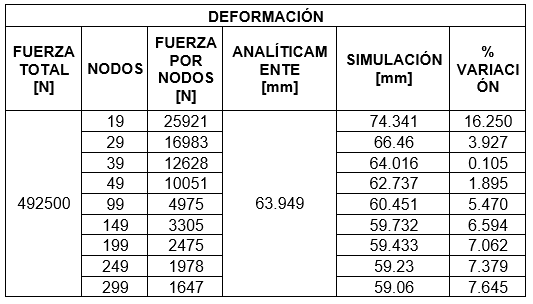 DEFORMACIÓN
FUERZA TOTAL [N] NODOS FUERZA POR NODOS [N] ANALÍTICAMENTE [mm] SIMULACIÓN [mm] % VARIACIÓN
492500 63.949
19 25921 74.341 16.250
29 16983 66.46 3.927
39 12628 64.016 0.105
49 10051 62.737 1.895
99 4975 60.451 5.470
149 3305 59.732 6.594
199 2475 59.433 7.062
249 1978 59.23 7.379
299 1647 59.06 7.645